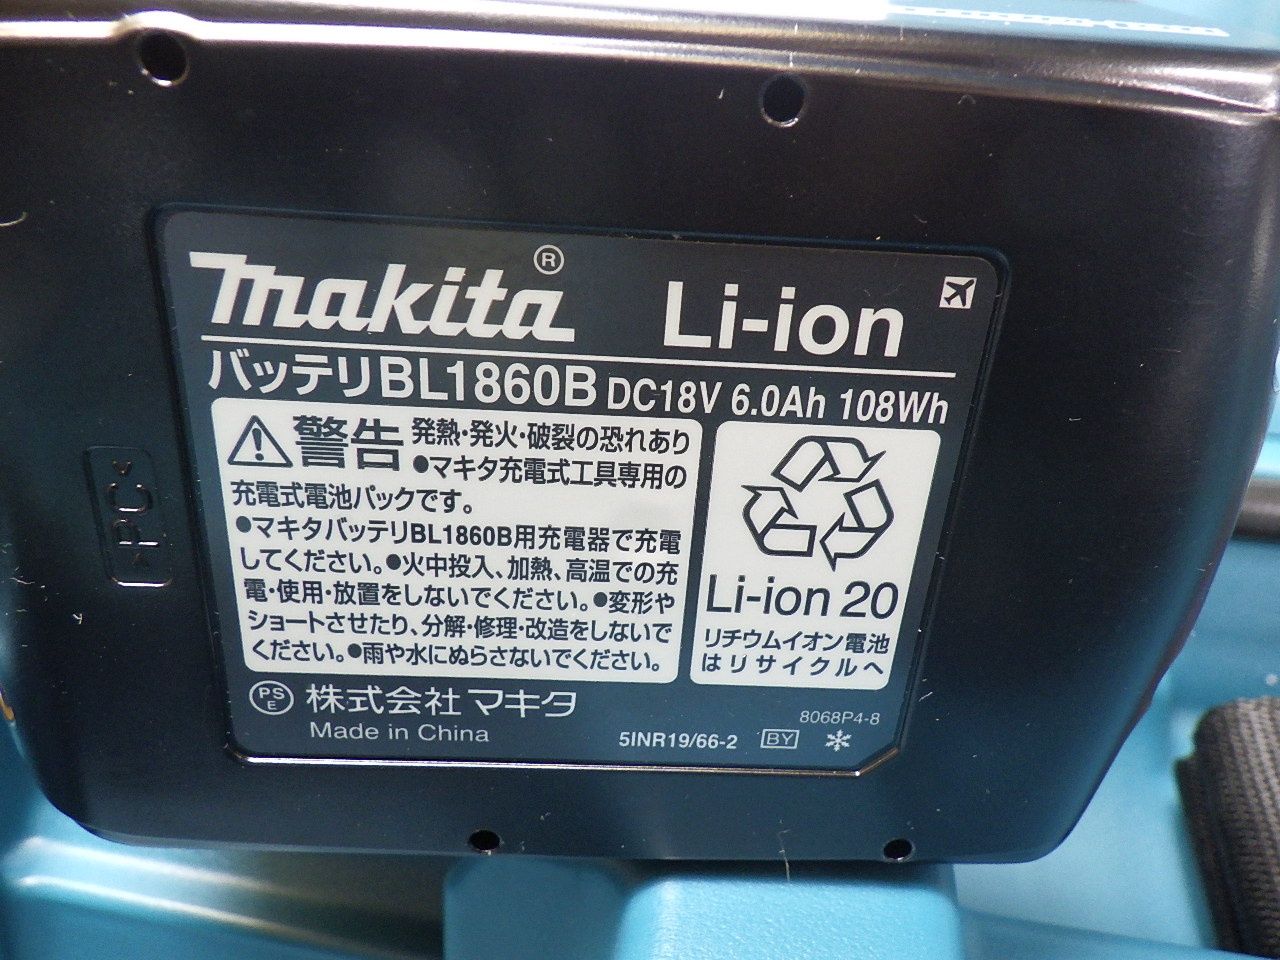 makita®
Li-ion
バッテリBL1860B DC18V 6.0Ah 108Wh
警告 発熱・発火・破裂の恐れあり
●マキタ充電式工具専用の
充電式電池パックです。
●マキタバッテリBL1860B用充電器で充電
してください。●火中投入、加熱、高温での充
電・使用・放置をしないでください。●変形や
ショートさせたり、分解・修理・改造をしないで
ください。●雨や水にぬらさないでください。
Li-ion 20
リチウムイオン電池
はリサイクルへ
PS
E
株式会社 マキタ
Made in China
8068P4-8
5INR19/66-2 BY
>PC<